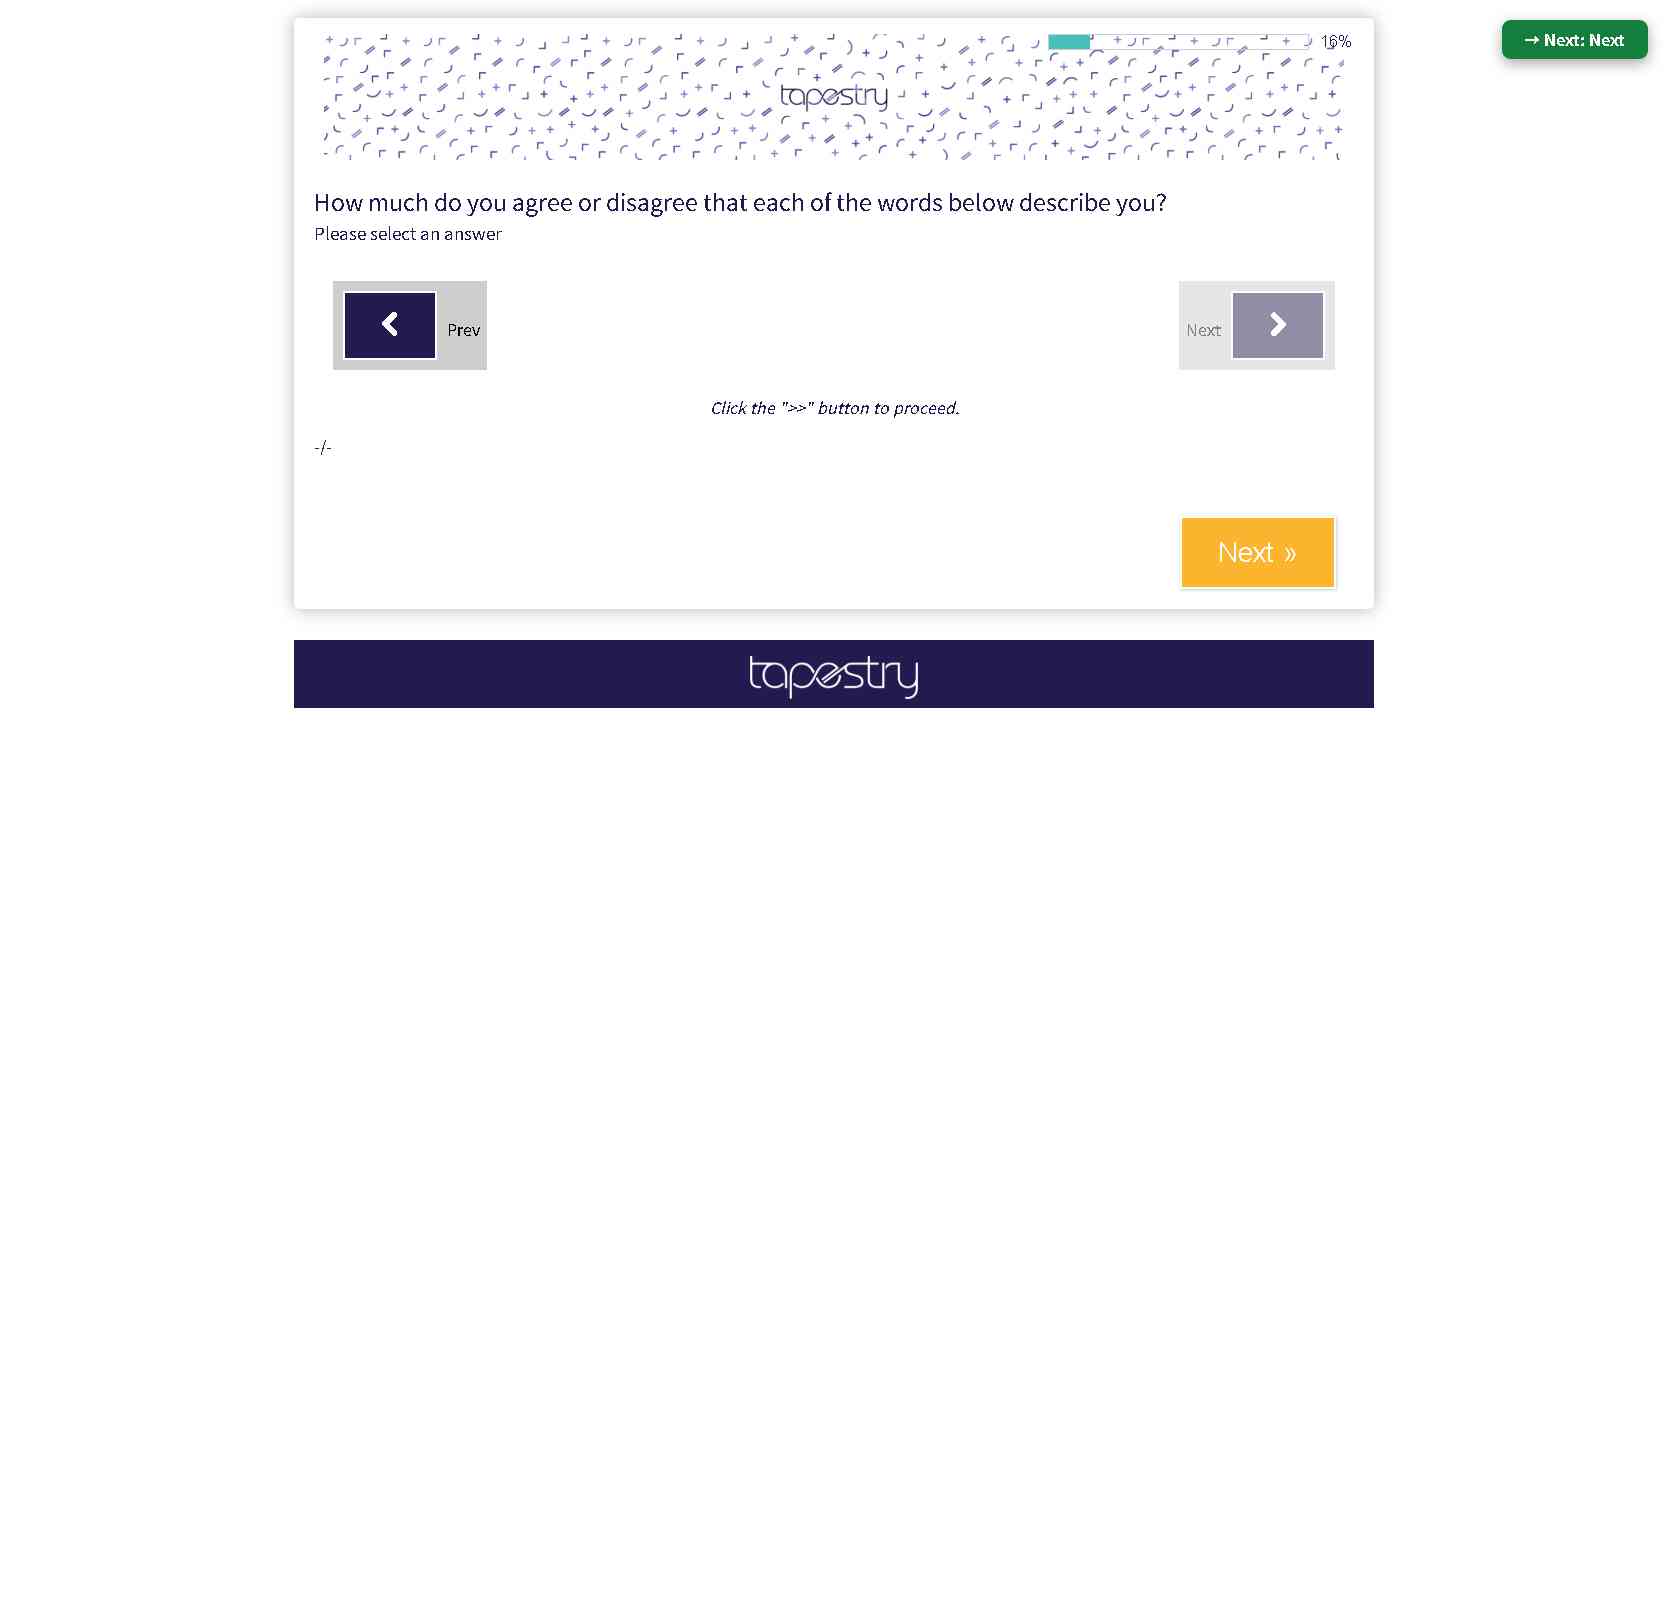 16%
→ Next: Next
tapestry
How much do you agree or disagree that each of the words below describe you?
Please select an answer
Prev
Next
Click the ">>" button to proceed.
-/-
Next »
tapestry